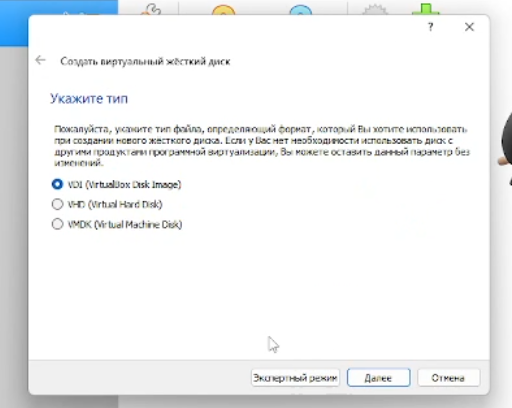 ?
Создать виртуальный жёсткий диск
Укажите тип
Пожалуйста, укажите тип файла, определяющий формат, который Вы хотите использовать
при создании нового жесткого диска. Если у Вас нет необходимости использовать диск с
другими продуктами программной виртуализации, Вы можете оставить данный параметр без
изменений.
VDI (VirtualBox Disk Image)
VHD (Virtual Hard Disk)
VMDK (Virtual Machine Disk)
Экспертный режим Далее Отмена